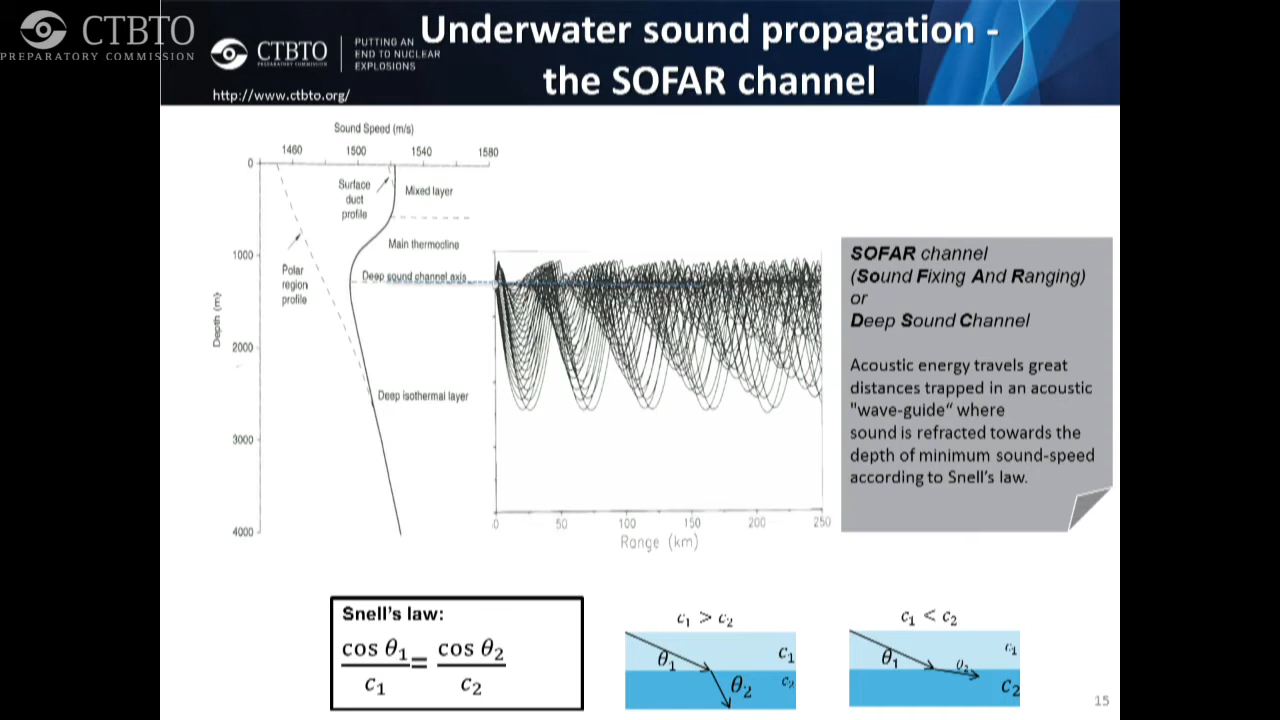 CTBTO
PREPARATORY COMMISSION
CTBTO
PREPARATORY COMMISSION
PUTTING AN
END TO NUCLEAR
EXPLOSIONS
http://www.ctbto.org/
Underwater sound propagation -
the SOFAR channel
Sound Speed (m/s)
1460 1500 1540 1580
0
1000
2000
3000
4000
Depth (m)
Surface
duct
profile
Mixed layer
Main thermocline
Polar
region
profile
Deep sound channel axis
Deep isothermal layer
0 50 100 150 200 250
Range (km)
SOFAR channel
(Sound Fixing And Ranging)
or
Deep Sound Channel
Acoustic energy travels great
distances trapped in an acoustic
"wave-guide“ where
sound is refracted towards the
depth of minimum sound-speed
according to Snell’s law.
Snell’s law:
cos θ₁ / c₁ = cos θ₂ / c₂
c₁ > c₂
θ₁ c₁
θ₂ c₂
c₁ < c₂
θ₁ θ₂ c₁
c₂
15